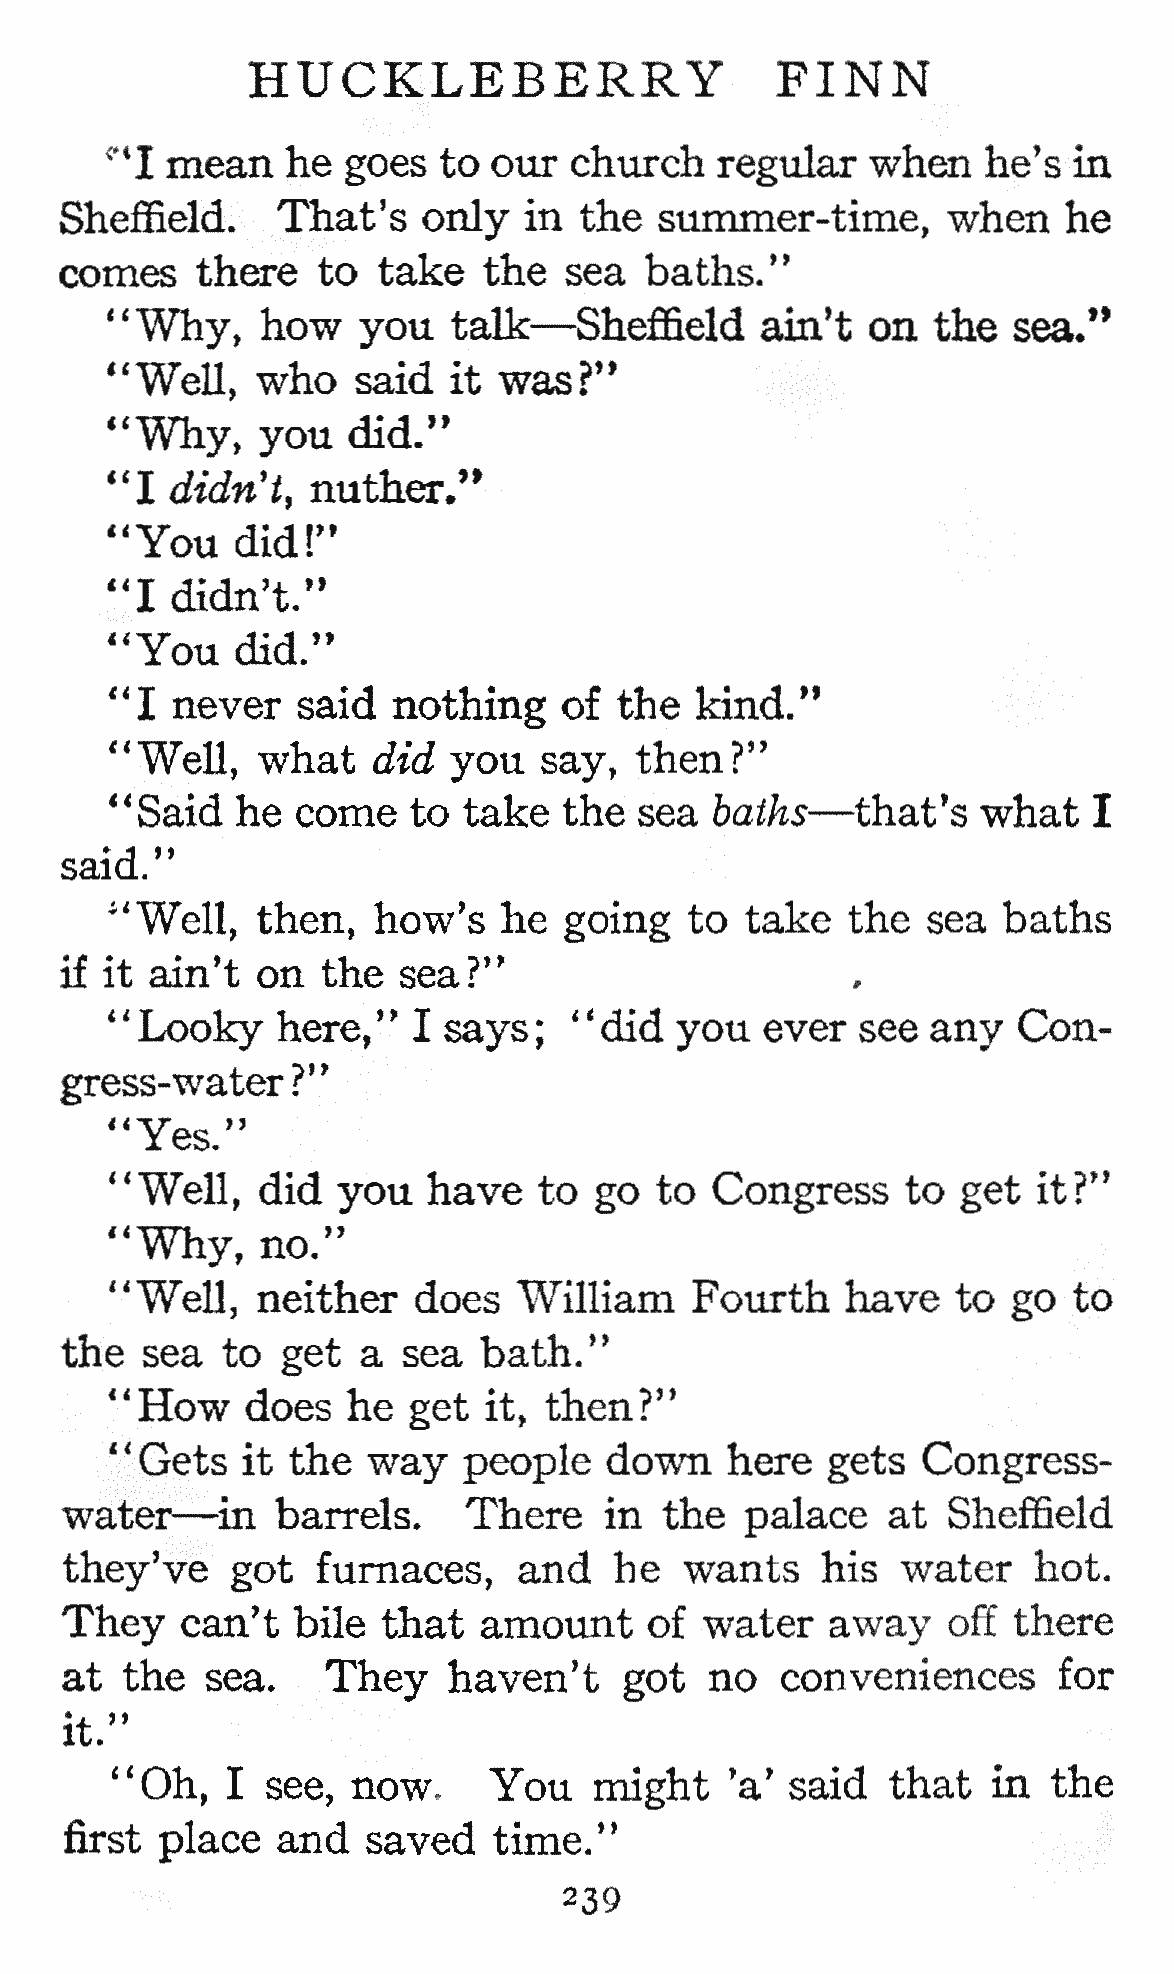 HUCKLEBERRY FINN
"I mean he goes to our church regular when he's in
Sheffield. That's only in the summer-time, when he
comes there to take the sea baths."
"Why, how you talk—Sheffield ain't on the sea."
"Well, who said it was?"
"Why, you did."
"I didn't, nuther."
"You did!"
"I didn't."
"You did."
"I never said nothing of the kind."
"Well, what did you say, then?"
"Said he come to take the sea baths—that's what I
said."
"Well, then, how's he going to take the sea baths
if it ain't on the sea?"
"Looky here," I says; "did you ever see any Con-
gress-water?"
"Yes."
"Well, did you have to go to Congress to get it?"
"Why, no."
"Well, neither does William Fourth have to go to
the sea to get a sea bath."
"How does he get it, then?"
"Gets it the way people down here gets Congress-
water—in barrels. There in the palace at Sheffield
they've got furnaces, and he wants his water hot.
They can't bile that amount of water away off there
at the sea. They haven't got no conveniences for
it."
"Oh, I see, now. You might 'a' said that in the
first place and saved time."
239